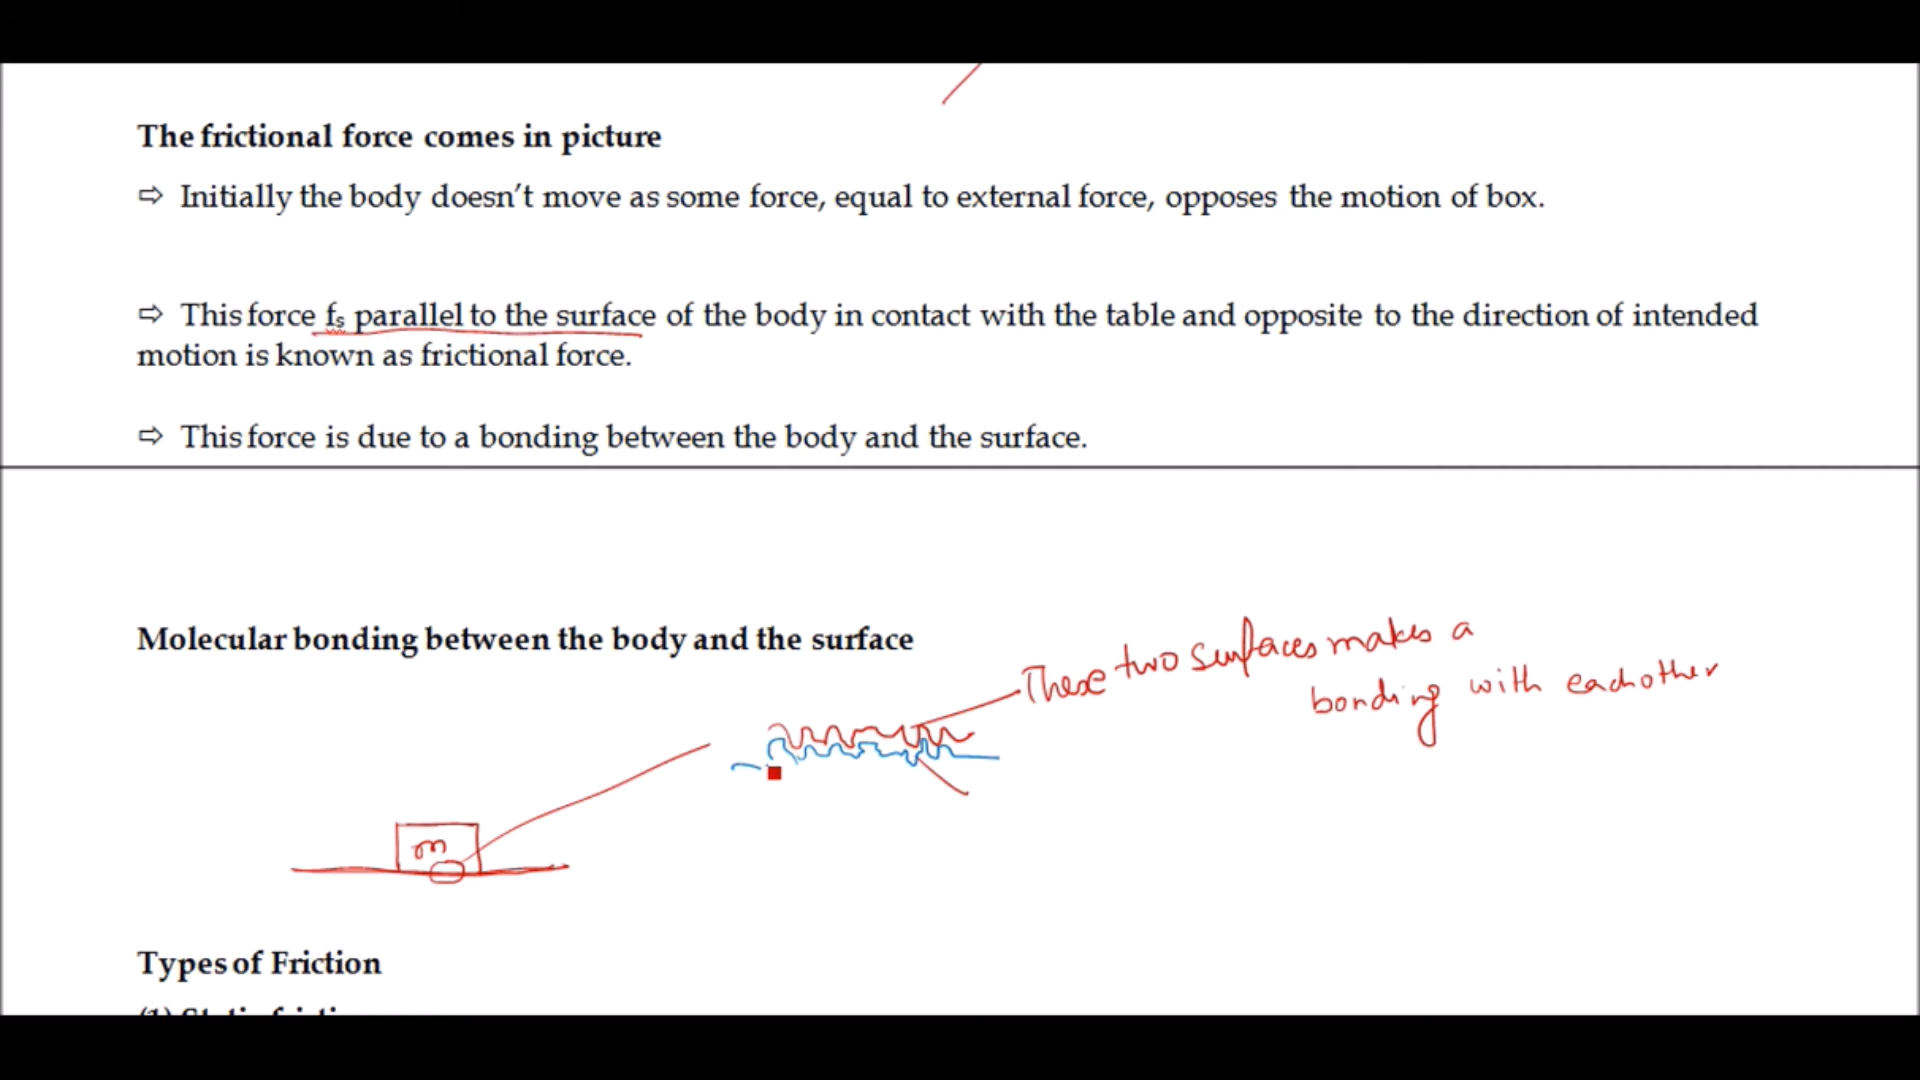 The frictional force comes in picture
⇨ Initially the body doesn't move as some force, equal to external force, opposes the motion of box.
⇨ This force fs parallel to the surface of the body in contact with the table and opposite to the direction of intended
motion is known as frictional force.
⇨ This force is due to a bonding between the body and the surface.
Molecular bonding between the body and the surface
These two surfaces makes a
bonding with eachother
m
Types of Friction
(1) Static friction